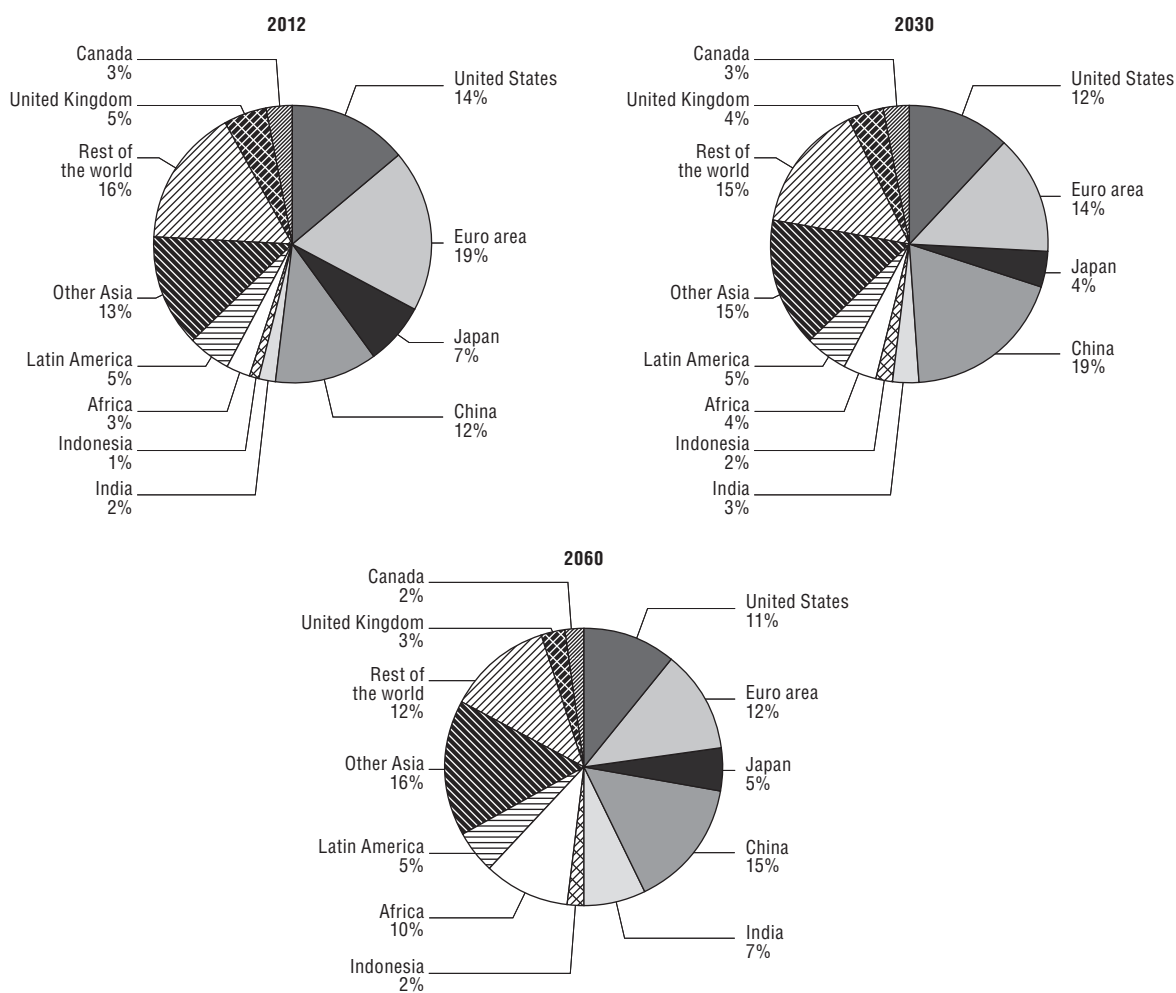 2012
Canada
3%
United States
14%
United Kingdom
5%
Rest of
the world
16%
Euro area
19%
Other Asia
13%
Japan
7%
Latin America
5%
Africa
3%
China
12%
Indonesia
1%
India
2%
2030
Canada
3%
United States
12%
United Kingdom
4%
Rest of
the world
15%
Euro area
14%
Japan
4%
Other Asia
15%
China
19%
Latin America
5%
Africa
4%
Indonesia
2%
India
3%
2060
Canada
2%
United States
11%
United Kingdom
3%
Rest of
the world
12%
Euro area
12%
Other Asia
16%
Japan
5%
Latin America
5%
China
15%
Africa
10%
India
7%
Indonesia
2%